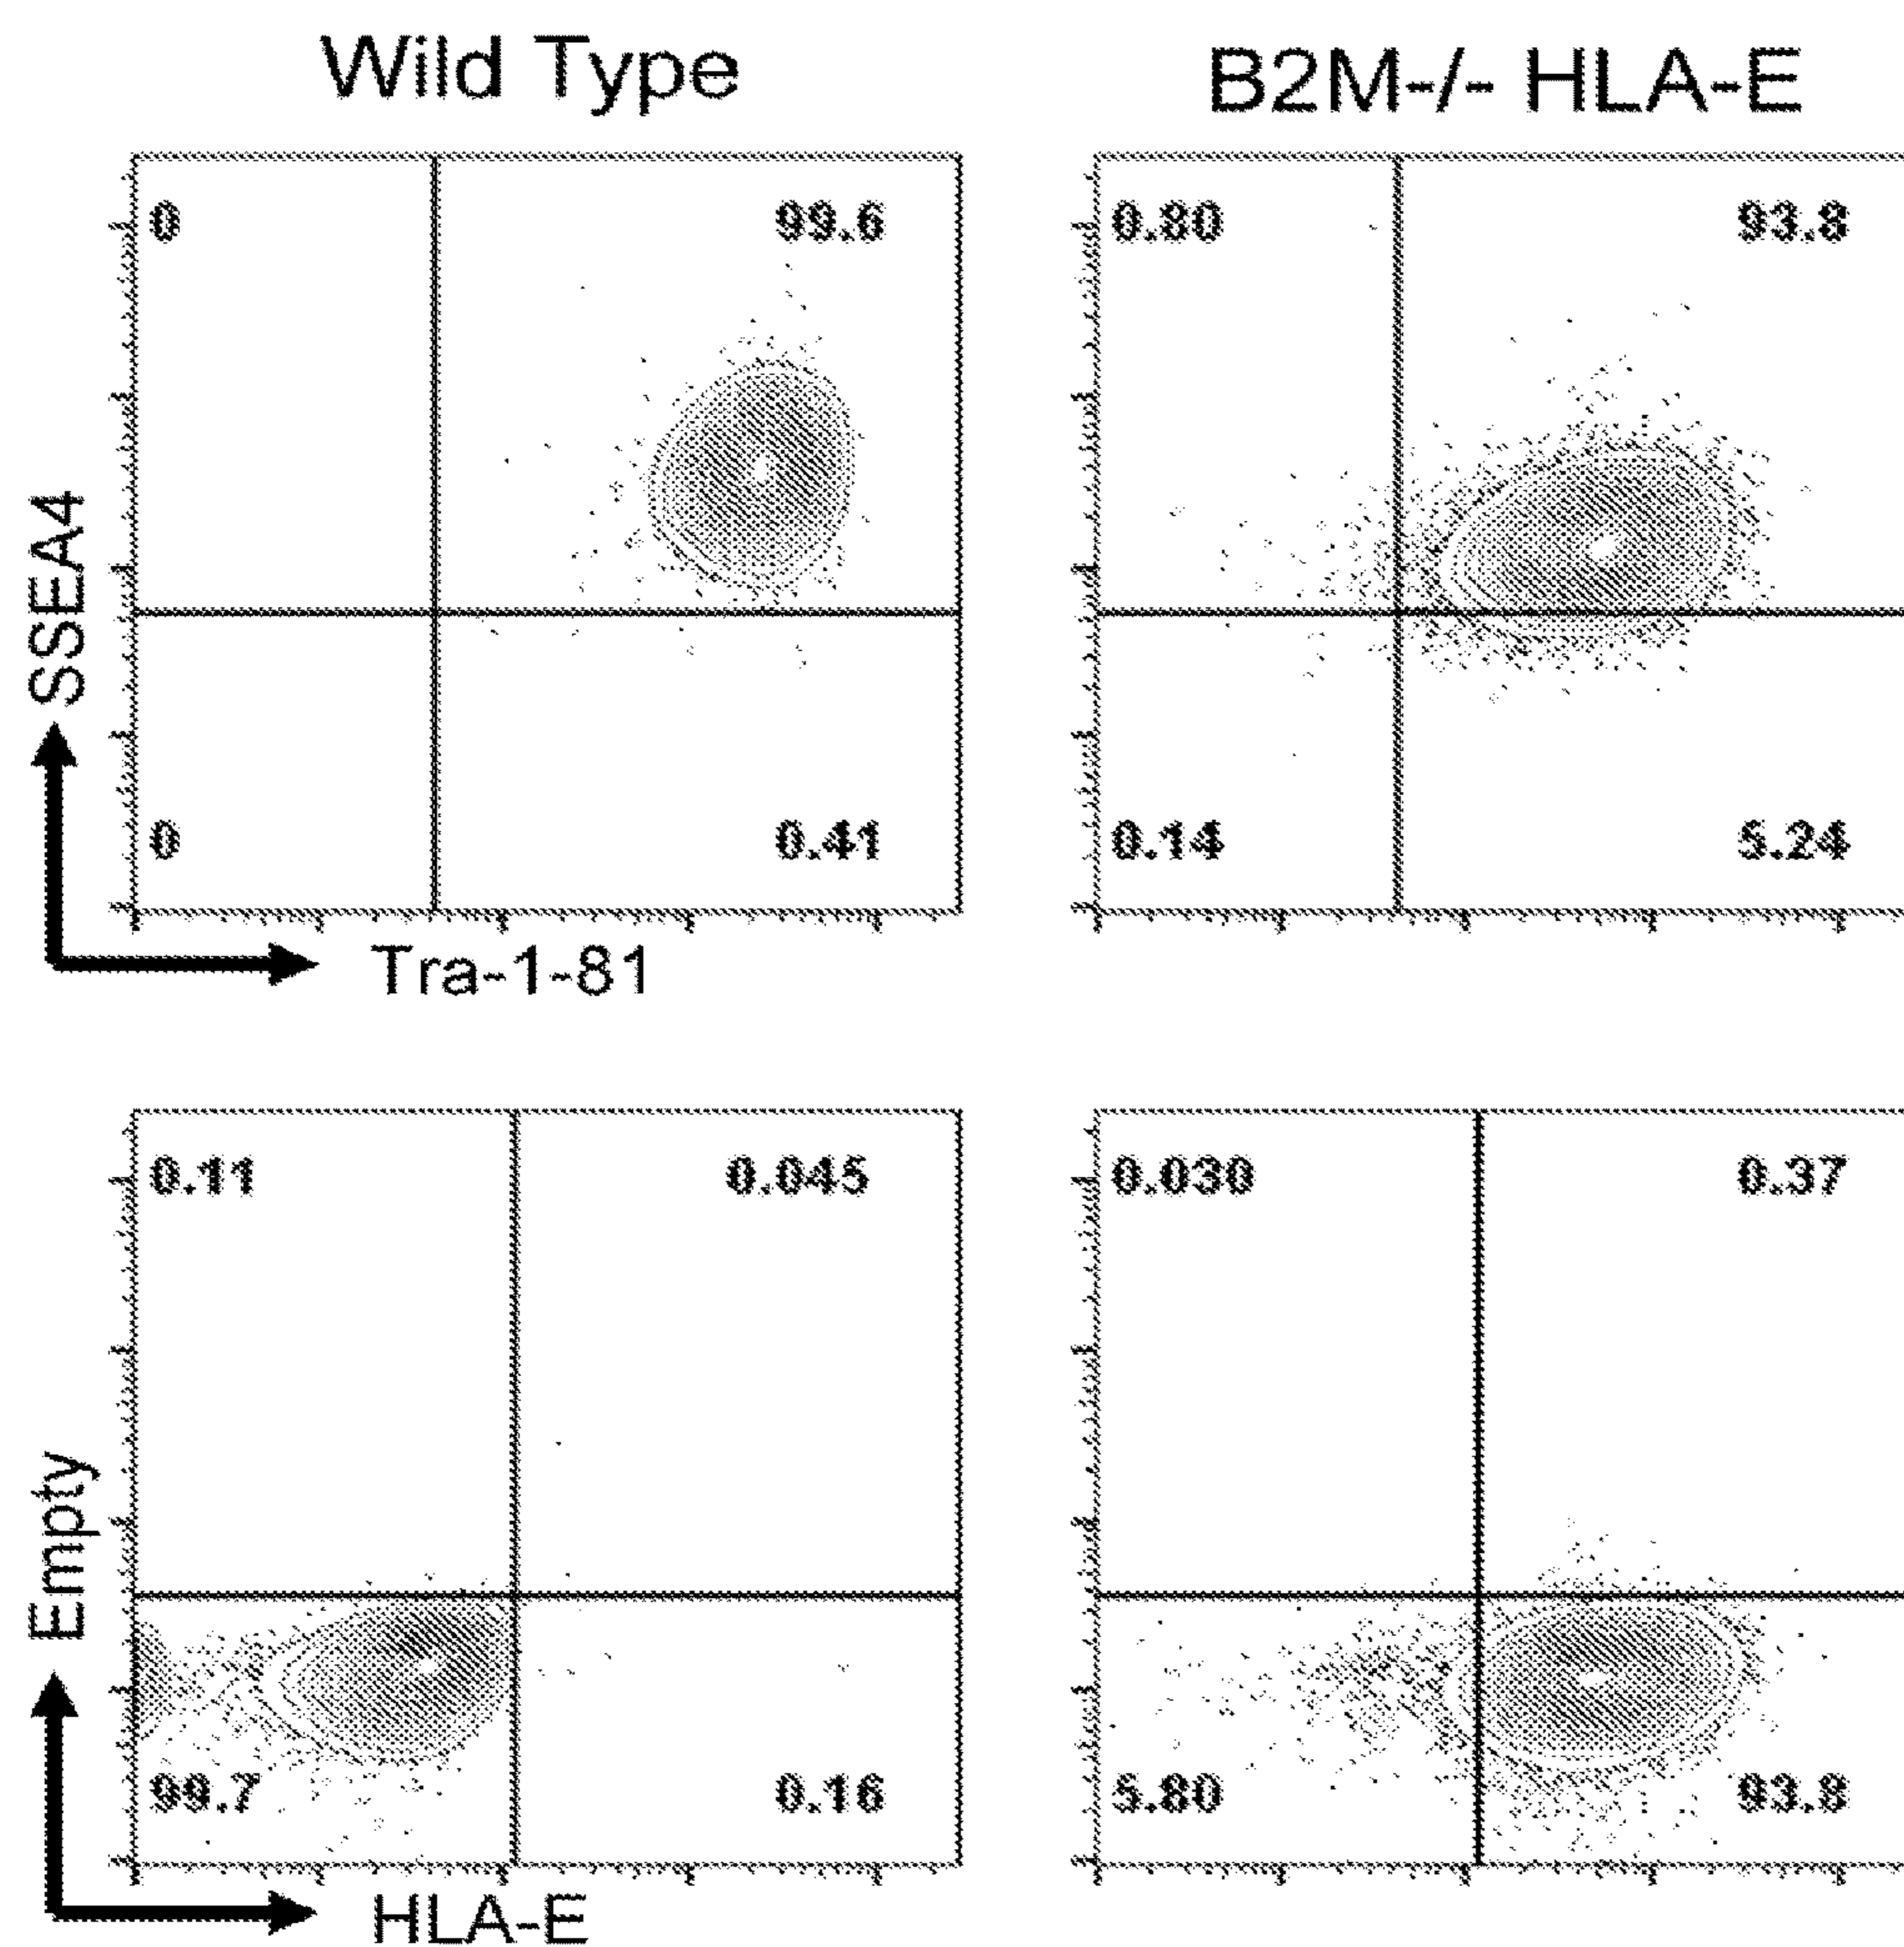 Wild Type
B2M-/- HLA-E
0
99.6
0.80
93.8
SSEA4
0
0.41
0.14
5.24
Tra-1-81
0.11
0.045
0.030
0.37
Empty
99.7
0.16
5.80
93.8
HLA-E